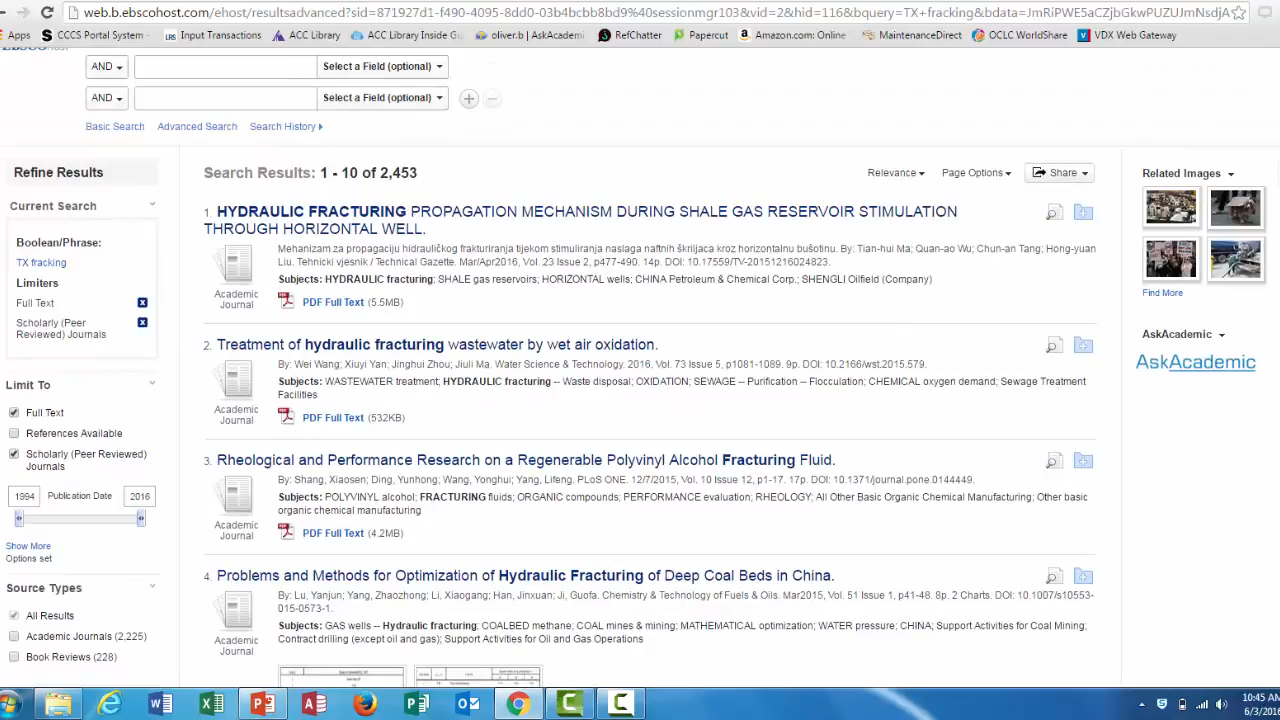 web.b.ebscohost.com/ehost/resultsadvanced?sid=871927d1-f490-4095-8dd0-03b4bcbb8bd9%40sessionmgr103&vid=2&hid=116&bquery=TX+fracking&bdata=JmRiPWE5aCZjbGkwPUZUJmNsdjA
Apps CCCS Portal System - Input Transactions ACC Library ACC Library Inside Gu oliver.b | AskAcademi RefChatter Papercut Amazon.com: Online MaintenanceDirect OCLC WorldShare VDX Web Gateway
AND Select a Field (optional)
AND Select a Field (optional)
Basic Search Advanced Search Search History
Refine Results
Current Search
Boolean/Phrase:
TX fracking
Limiters
Full Text
Scholarly (Peer
Reviewed) Journals
Limit To
Full Text
References Available
Scholarly (Peer Reviewed)
Journals
1994 Publication Date 2016
Show More
Options set
Source Types
All Results
Academic Journals (2,225)
Book Reviews (228)
Search Results: 1 - 10 of 2,453
Relevance Page Options Share
1. HYDRAULIC FRACTURING PROPAGATION MECHANISM DURING SHALE GAS RESERVOIR STIMULATION
THROUGH HORIZONTAL WELL.
Mehanizam za propagaciju hidrauličkog frakturiranja tijekom stimuliranja naslaga naftnih škriljaca kroz horizontalnu bušotinu. By: Tian-hui Ma; Quan-ao Wu; Chun-an Tang; Hong-yuan
Liu. Tehnicki vjesnik / Technical Gazette. Mar/Apr2016, Vol. 23 Issue 2, p477-490. 14p. DOI: 10.17559/TV-20151216024823.
Subjects: HYDRAULIC fracturing; SHALE gas reservoirs; HORIZONTAL wells; CHINA Petroleum & Chemical Corp.; SHENGLI Oilfield (Company)
Academic
Journal
PDF Full Text (5.5MB)
2. Treatment of hydraulic fracturing wastewater by wet air oxidation.
By: Wei Wang; Xiuyi Yan; Jinghui Zhou; Jiuli Ma. Water Science & Technology. 2016, Vol. 73 Issue 5, p1081-1089. 9p. DOI: 10.2166/wst.2015.579.
Subjects: WASTEWATER treatment; HYDRAULIC fracturing -- Waste disposal; OXIDATION; SEWAGE -- Purification -- Flocculation; CHEMICAL oxygen demand; Sewage Treatment
Facilities
Academic
Journal
PDF Full Text (532KB)
3. Rheological and Performance Research on a Regenerable Polyvinyl Alcohol Fracturing Fluid.
By: Shang, Xiaosen; Ding, Yunhong; Wang, Yonghui; Yang, Lifeng. PLoS ONE. 12/7/2015, Vol. 10 Issue 12, p1-17. 17p. DOI: 10.1371/journal.pone.0144449.
Subjects: POLYVINYL alcohol; FRACTURING fluids; ORGANIC compounds; PERFORMANCE evaluation; RHEOLOGY; All Other Basic Organic Chemical Manufacturing; Other basic
organic chemical manufacturing
Academic
Journal
PDF Full Text (4.2MB)
4. Problems and Methods for Optimization of Hydraulic Fracturing of Deep Coal Beds in China.
By: Lu, Yanjun; Yang, Zhaozhong; Li, Xiaogang; Han, Jinxuan; Ji, Guofa. Chemistry & Technology of Fuels & Oils. Mar2015, Vol. 51 Issue 1, p41-48. 8p. 2 Charts. DOI: 10.1007/s10553-
015-0573-1.
Subjects: GAS wells -- Hydraulic fracturing; COALBED methane; COAL mines & mining; MATHEMATICAL optimization; WATER pressure; CHINA; Support Activities for Coal Mining;
Contract drilling (except oil and gas); Support Activities for Oil and Gas Operations
Academic
Journal
Related Images
Find More
AskAcademic
AskAcademic
10:45 AM
6/3/2016